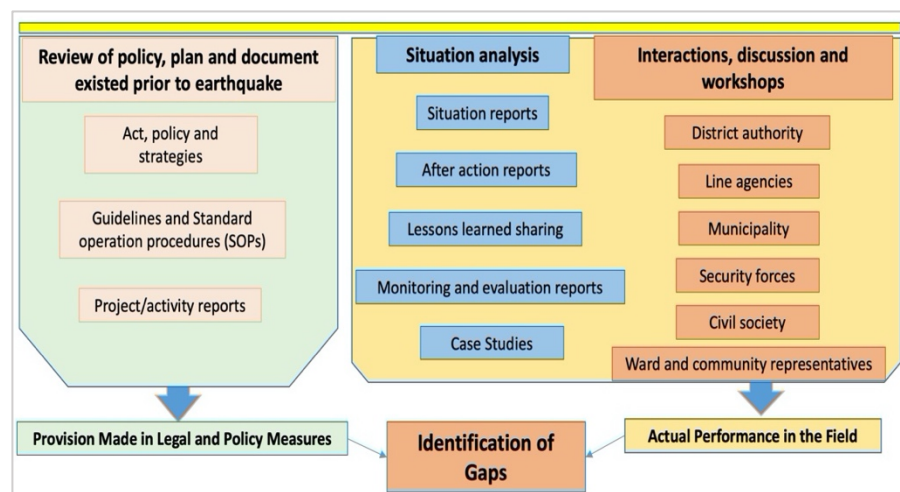 Review of policy, plan and document
existed prior to earthquake
Act, policy and
strategies
Guidelines and Standard
operation procedures (SOPs)
Project/activity reports
Situation analysis
Situation reports
After action reports
Lessons learned sharing
Monitoring and evaluation reports
Case Studies
Interactions, discussion and
workshops
District authority
Line agencies
Municipality
Security forces
Civil society
Ward and community representatives
Provision Made in Legal and Policy Measures
Identification of
Gaps
Actual Performance in the Field